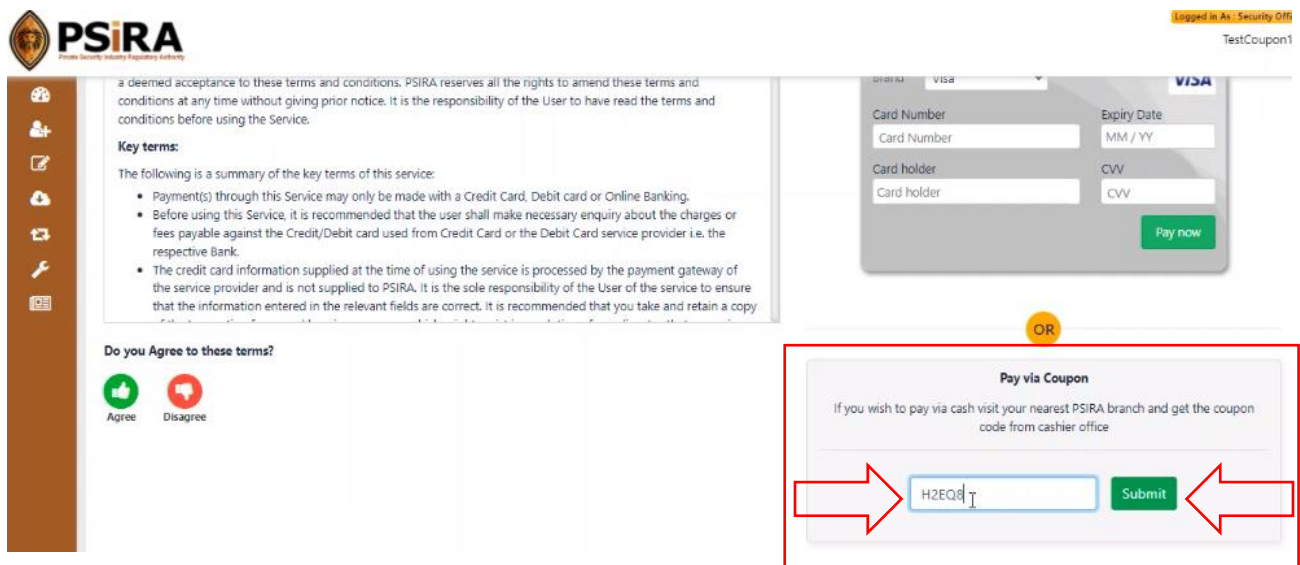 PSiRA
Private Security Industry Regulatory Authority
Logged in As : Security Offi
TestCoupon1
a deemed acceptance to these terms and conditions. PSIRA reserves all the rights to amend these terms and
conditions at any time without giving prior notice. It is the responsibility of the User to have read the terms and
conditions before using the Service.
Key terms:
The following is a summary of the key terms of this service:
• Payment(s) through this Service may only be made with a Credit Card, Debit card or Online Banking.
• Before using this Service, it is recommended that the user shall make necessary enquiry about the charges or
fees payable against the Credit/Debit card used from Credit Card or the Debit Card service provider i.e. the
respective Bank.
• The credit card information supplied at the time of using the service is processed by the payment gateway of
the service provider and is not supplied to PSIRA. It is the sole responsibility of the User of the service to ensure
that the information entered in the relevant fields are correct. It is recommended that you take and retain a copy
Do you Agree to these terms?
Agree Disagree
Brand Visa VISA
Card Number Expiry Date
Card Number MM / YY
Card holder CVV
Card holder CVV
Pay now
OR
Pay via Coupon
If you wish to pay via cash visit your nearest PSIRA branch and get the coupon
code from cashier office
H2EQ8 Submit